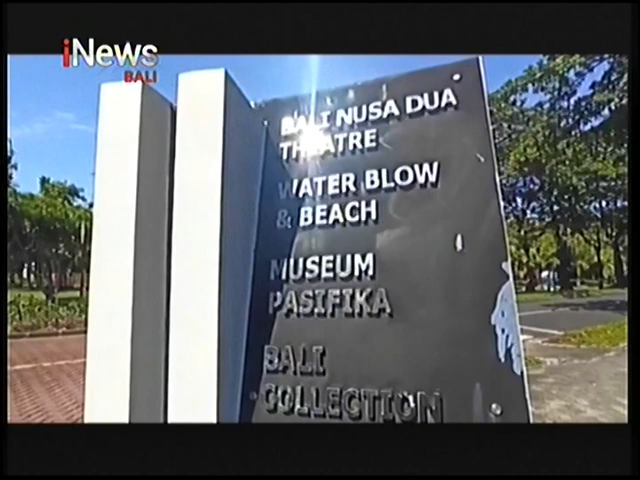 iNews
BALI
BALI NUSA DUA
THEATRE
WATER BLOW
& BEACH
MUSEUM
PASIFIKA
BALI
COLLECTION